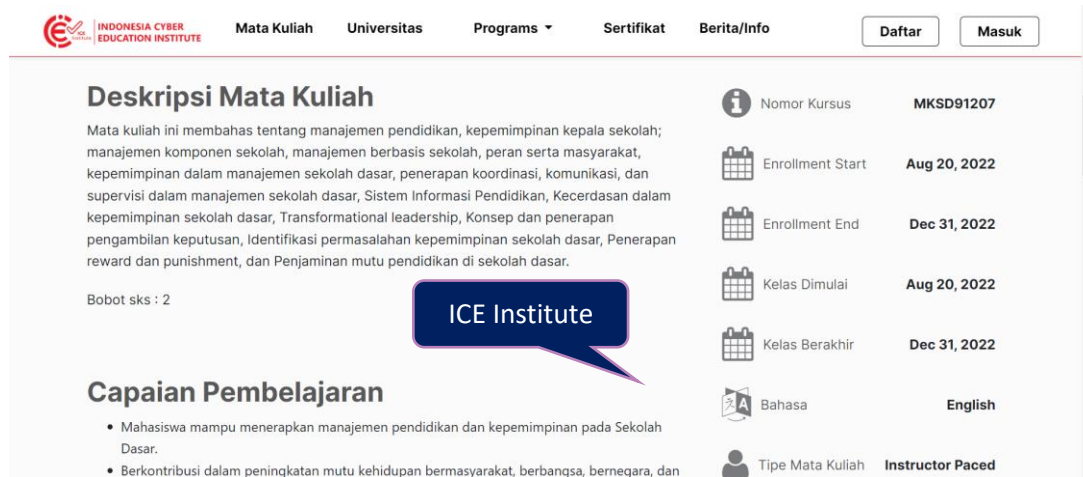 INDONESIA CYBER
EDUCATION INSTITUTE
Mata Kuliah
Universitas
Programs
Sertifikat
Berita/Info
Daftar
Masuk
Deskripsi Mata Kuliah
Mata kuliah ini membahas tentang manajemen pendidikan, kepemimpinan kepala sekolah;
manajemen komponen sekolah, manajemen berbasis sekolah, peran serta masyarakat,
kepemimpinan dalam manajemen sekolah dasar, penerapan koordinasi, komunikasi, dan
supervisi dalam manajemen sekolah dasar, Sistem Informasi Pendidikan, Kecerdasan dalam
kepemimpinan sekolah dasar, Transformational leadership, Konsep dan penerapan
pengambilan keputusan, Identifikasi permasalahan kepemimpinan sekolah dasar, Penerapan
reward dan punishment, dan Penjaminan mutu pendidikan di sekolah dasar.
Bobot sks : 2
ICE Institute
Capaian Pembelajaran
• Mahasiswa mampu menerapkan manajemen pendidikan dan kepemimpinan pada Sekolah
Dasar.
• Berkontribusi dalam peningkatan mutu kehidupan bermasyarakat, berbangsa, bernegara, dan
Nomor Kursus MKSD91207
Enrollment Start Aug 20, 2022
Enrollment End Dec 31, 2022
Kelas Dimulai Aug 20, 2022
Kelas Berakhir Dec 31, 2022
Bahasa English
Tipe Mata Kuliah Instructor Paced